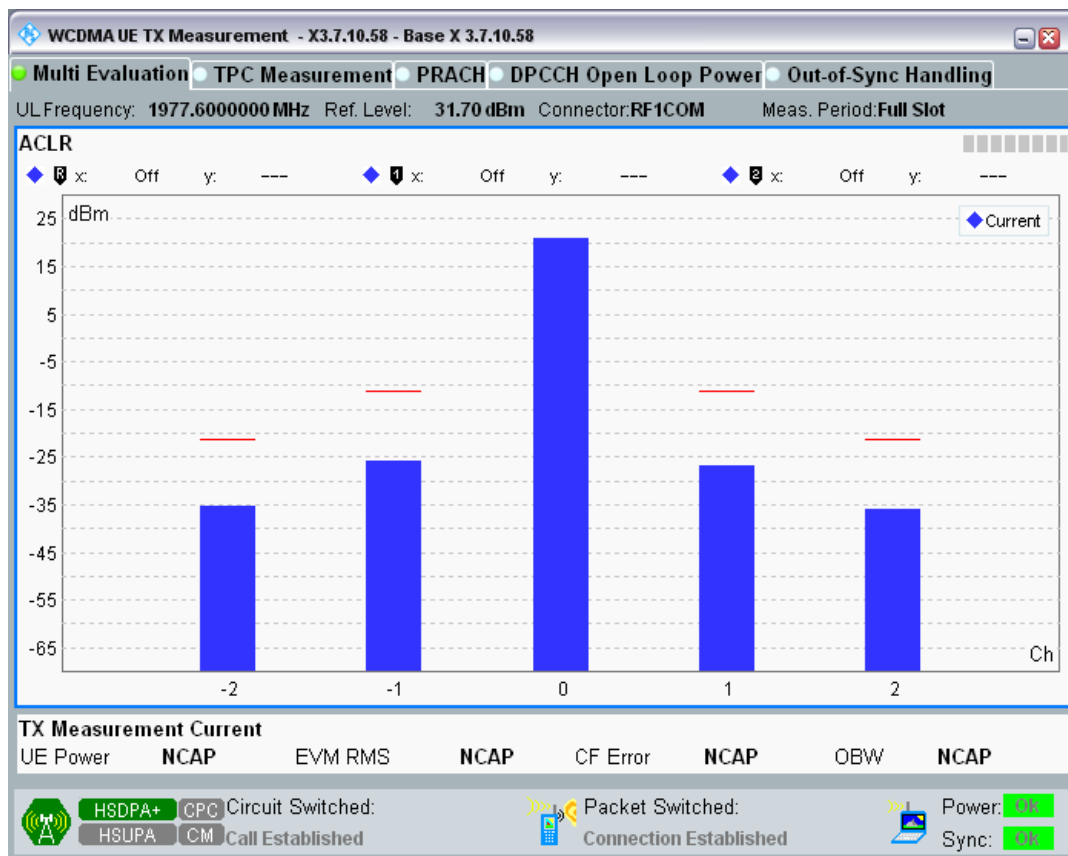 WCDMA UE TX Measurement - X3.7.10.58 - Base X 3.7.10.58
Multi Evaluation TPC Measurement PRACH DPCCH Open Loop Power Out-of-Sync Handling
UL Frequency: 1977.6000000 MHz Ref. Level: 31.70 dBm Connector:RF1COM Meas. Period:Full Slot
ACLR
R x: Off y: --- 1 x: Off y: --- 2 x: Off y: ---
dBm
Current
25
15
5
-5
-15
-25
-35
-45
-55
-65
Ch
-2 -1 0 1 2
TX Measurement Current
UE Power NCAP EVM RMS NCAP CF Error NCAP OBW NCAP
HSDPA+ CPC Circuit Switched: Packet Switched: Power: OK
HSUPA CM Call Established Connection Established Sync: OK